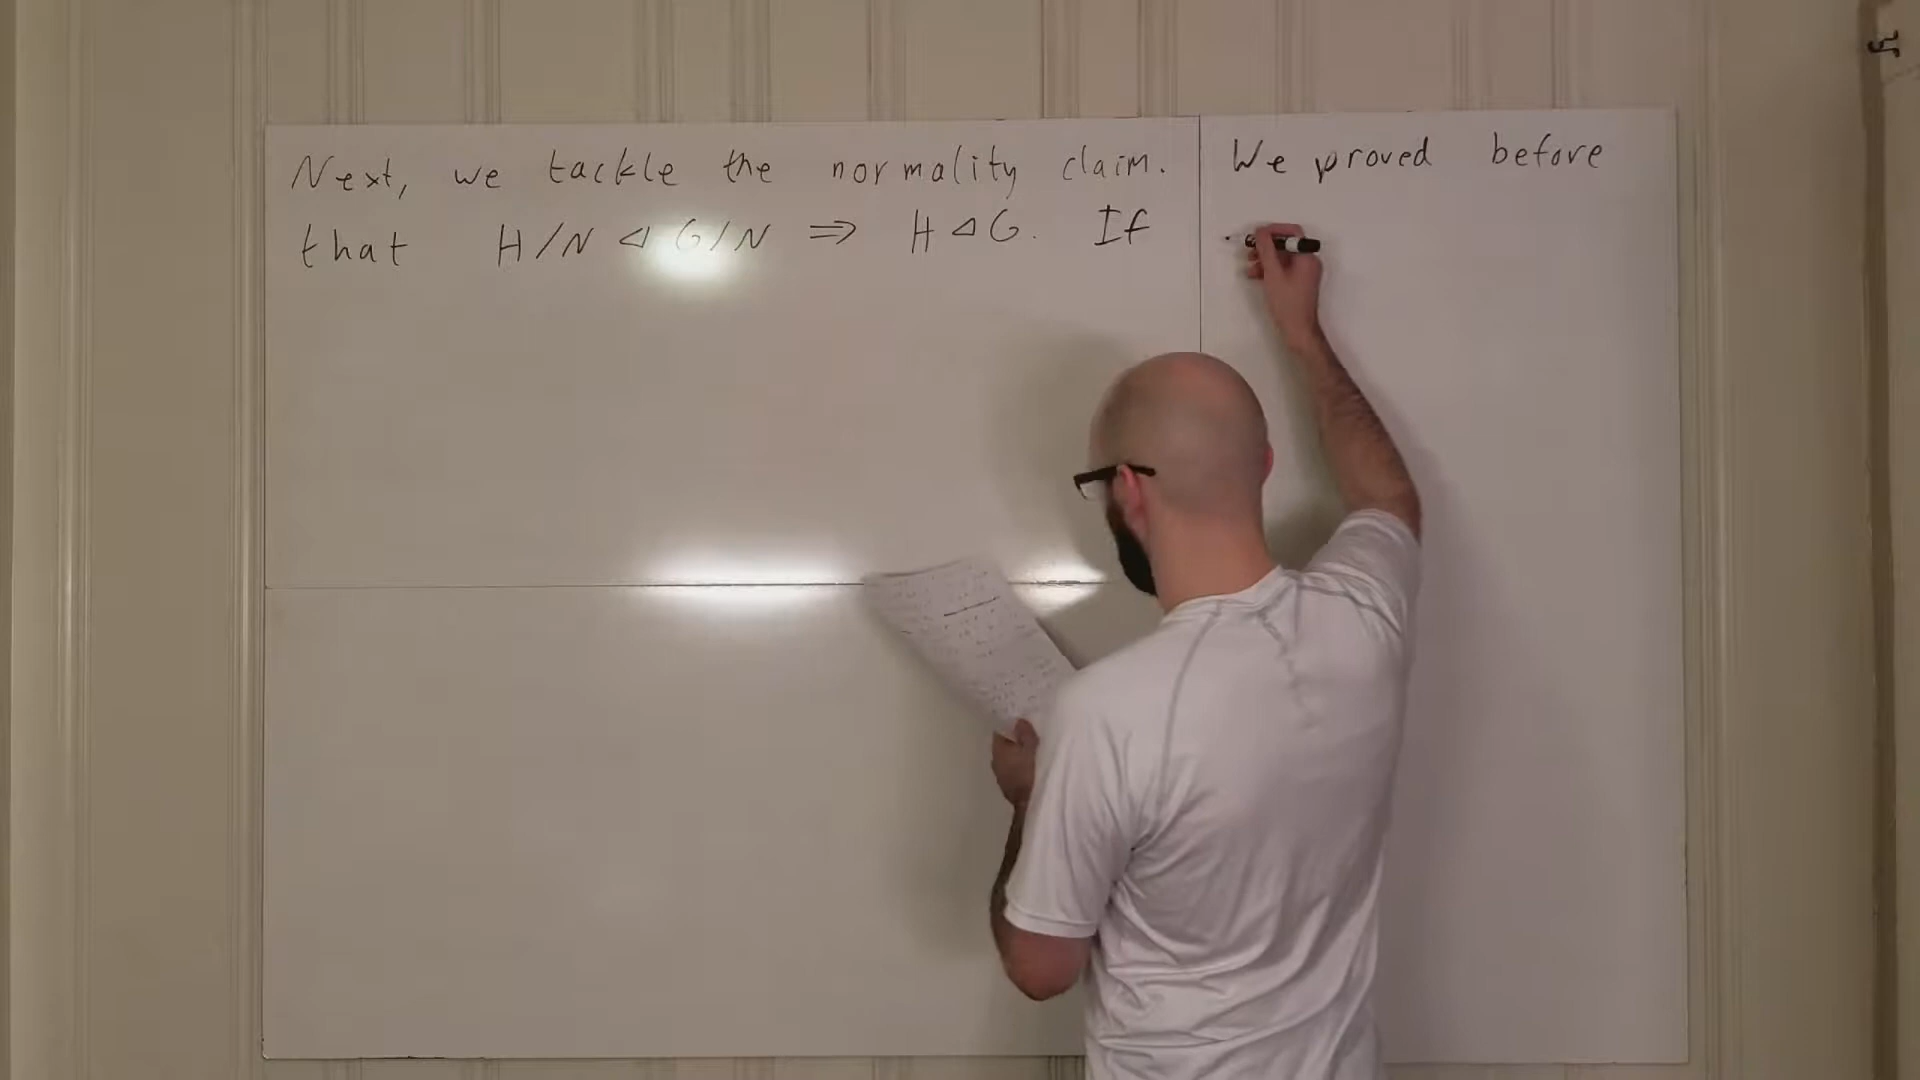 Next, we tackle the normality claim. We proved before
that H/N ⊲ G/N ⇒ H ⊲ G. If